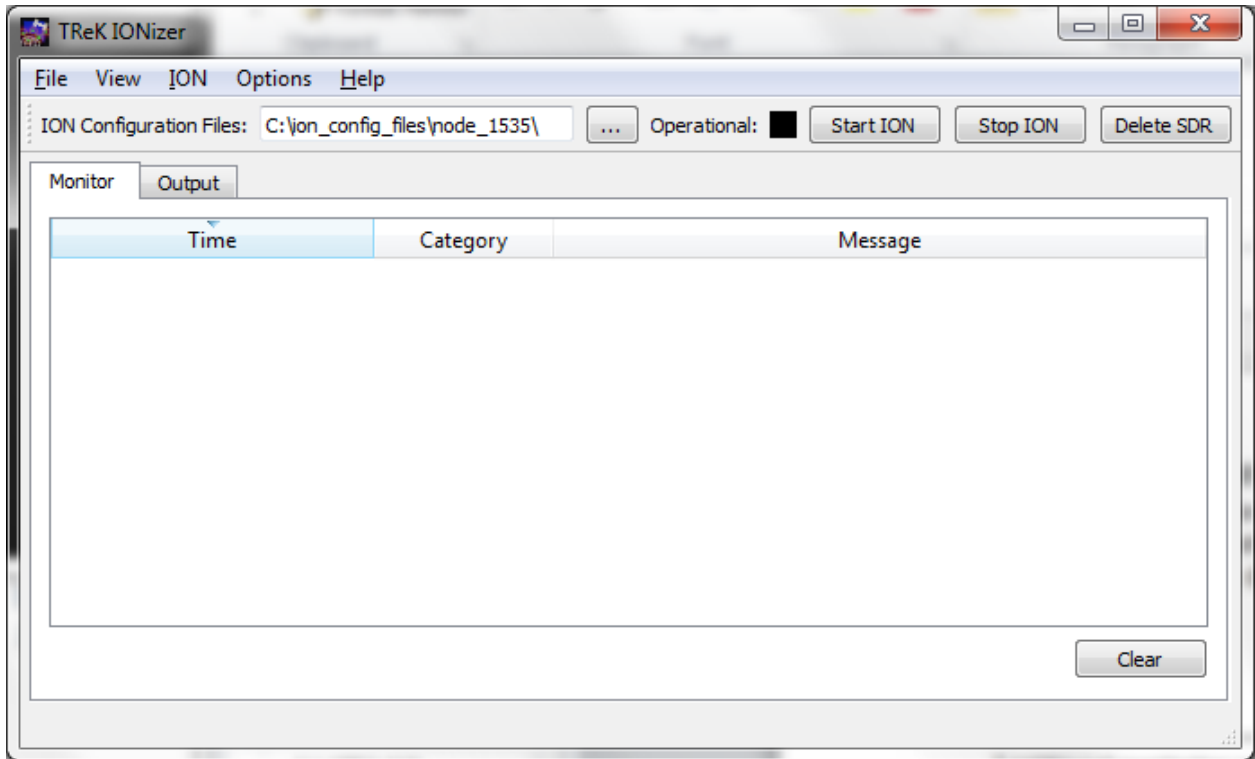 TReK IONizer
File View ION Options Help
ION Configuration Files: C:\ion_config_files\node_1535\ ... Operational: Start ION Stop ION Delete SDR
Monitor Output
Time Category Message
Clear